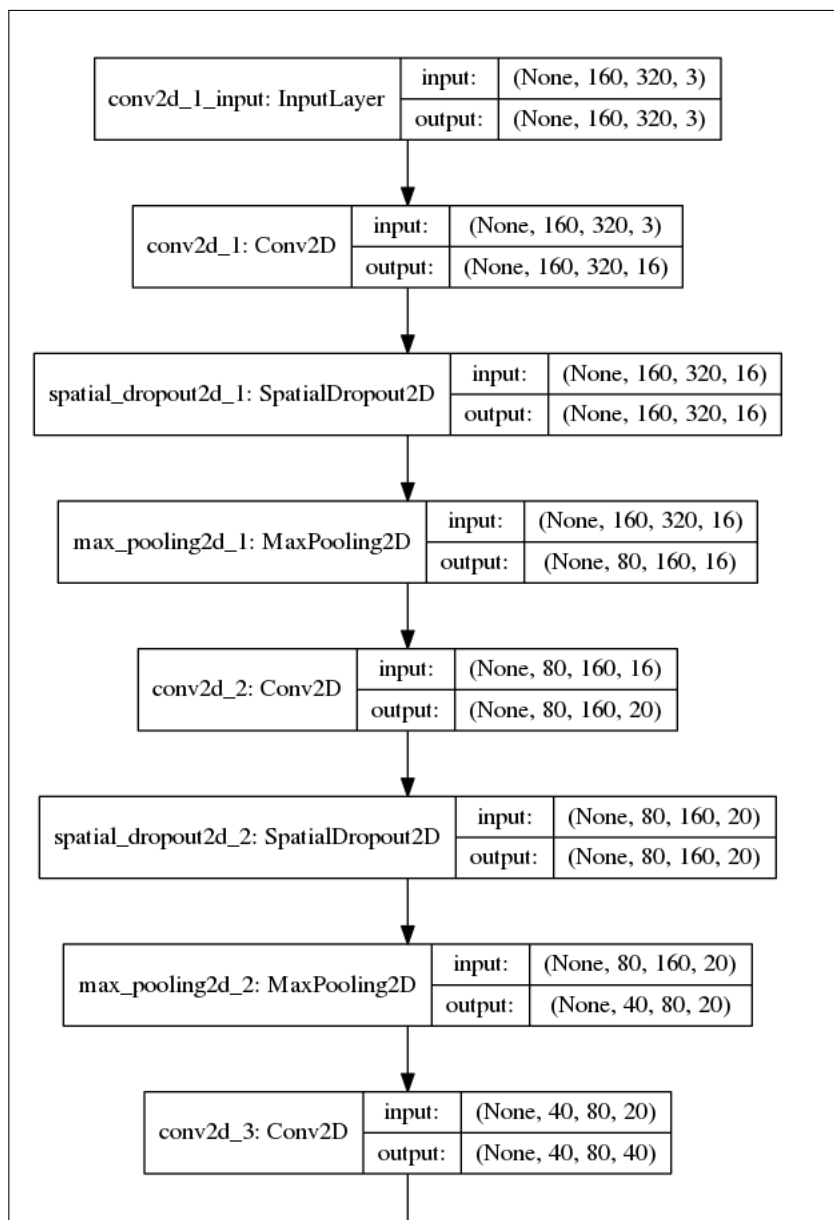 conv2d_1_input: InputLayer
input: (None, 160, 320, 3)
output: (None, 160, 320, 3)
conv2d_1: Conv2D
input: (None, 160, 320, 3)
output: (None, 160, 320, 16)
spatial_dropout2d_1: SpatialDropout2D
input: (None, 160, 320, 16)
output: (None, 160, 320, 16)
max_pooling2d_1: MaxPooling2D
input: (None, 160, 320, 16)
output: (None, 80, 160, 16)
conv2d_2: Conv2D
input: (None, 80, 160, 16)
output: (None, 80, 160, 20)
spatial_dropout2d_2: SpatialDropout2D
input: (None, 80, 160, 20)
output: (None, 80, 160, 20)
max_pooling2d_2: MaxPooling2D
input: (None, 80, 160, 20)
output: (None, 40, 80, 20)
conv2d_3: Conv2D
input: (None, 40, 80, 20)
output: (None, 40, 80, 40)